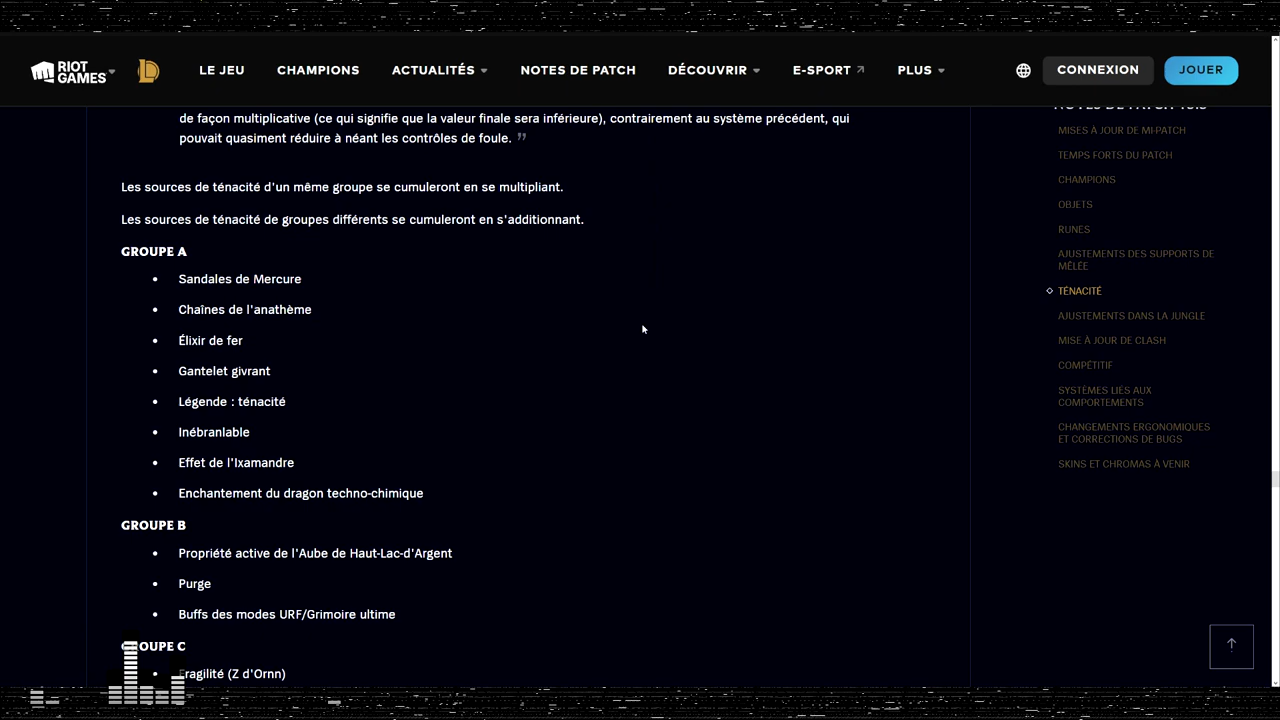 RIOT
GAMES
LE JEU
CHAMPIONS
ACTUALITÉS
NOTES DE PATCH
DÉCOUVRIR
E-SPORT
PLUS
CONNEXION
JOUER
de façon multiplicative (ce qui signifie que la valeur finale sera inférieure), contrairement au système précédent, qui
pouvait quasiment réduire à néant les contrôles de foule. ”
Les sources de ténacité d'un même groupe se cumuleront en se multipliant.
Les sources de ténacité de groupes différents se cumuleront en s'additionnant.
GROUPE A
• Sandales de Mercure
• Chaînes de l'anathème
• Élixir de fer
• Gantelet givrant
• Légende : ténacité
• Inébranlable
• Effet de l'Ixamandre
• Enchantement du dragon techno-chimique
GROUPE B
• Propriété active de l'Aube de Haut-Lac-d'Argent
• Purge
• Buffs des modes URF/Grimoire ultime
GROUPE C
• Fragilité (Z d'Ornn)
NOTES DE PATCH
MISES À JOUR DE MI-PATCH
TEMPS FORTS DU PATCH
CHAMPIONS
OBJETS
RUNES
AJUSTEMENTS DES SUPPORTS DE
MÊLÉE
TÉNACITÉ
AJUSTEMENTS DANS LA JUNGLE
MISE À JOUR DE CLASH
COMPÉTITIF
SYSTÈMES LIÉS AUX
COMPORTEMENTS
CHANGEMENTS ERGONOMIQUES
ET CORRECTIONS DE BUGS
SKINS ET CHROMAS À VENIR